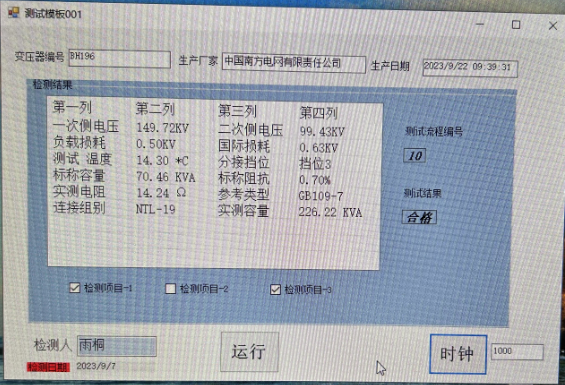 测试模板001
变压器编号 BH196 生产厂家 中国南方电网有限责任公司 生产日期 2023/9/22 09:39:31
检测结果
第一列 第二列 第三列 第四列
一次侧电压 149.72KV 二次侧电压 99.43KV
负载损耗 0.50KV 国际损耗 0.63KV
测试 温度 14.30 *C 分接挡位 挡位3
标称容量 70.46 KVA 标称阻抗 0.70%
实测电阻 14.24 Ω 参考类型 GB109-7
连接组别 NTL-19 实测容量 226.22 KVA
测试流程编号
10
测试结果
合格
检测项目-1 检测项目-2 检测项目-3
检测人 雨桐 运行 时钟 1000
检测日期 2023/9/7